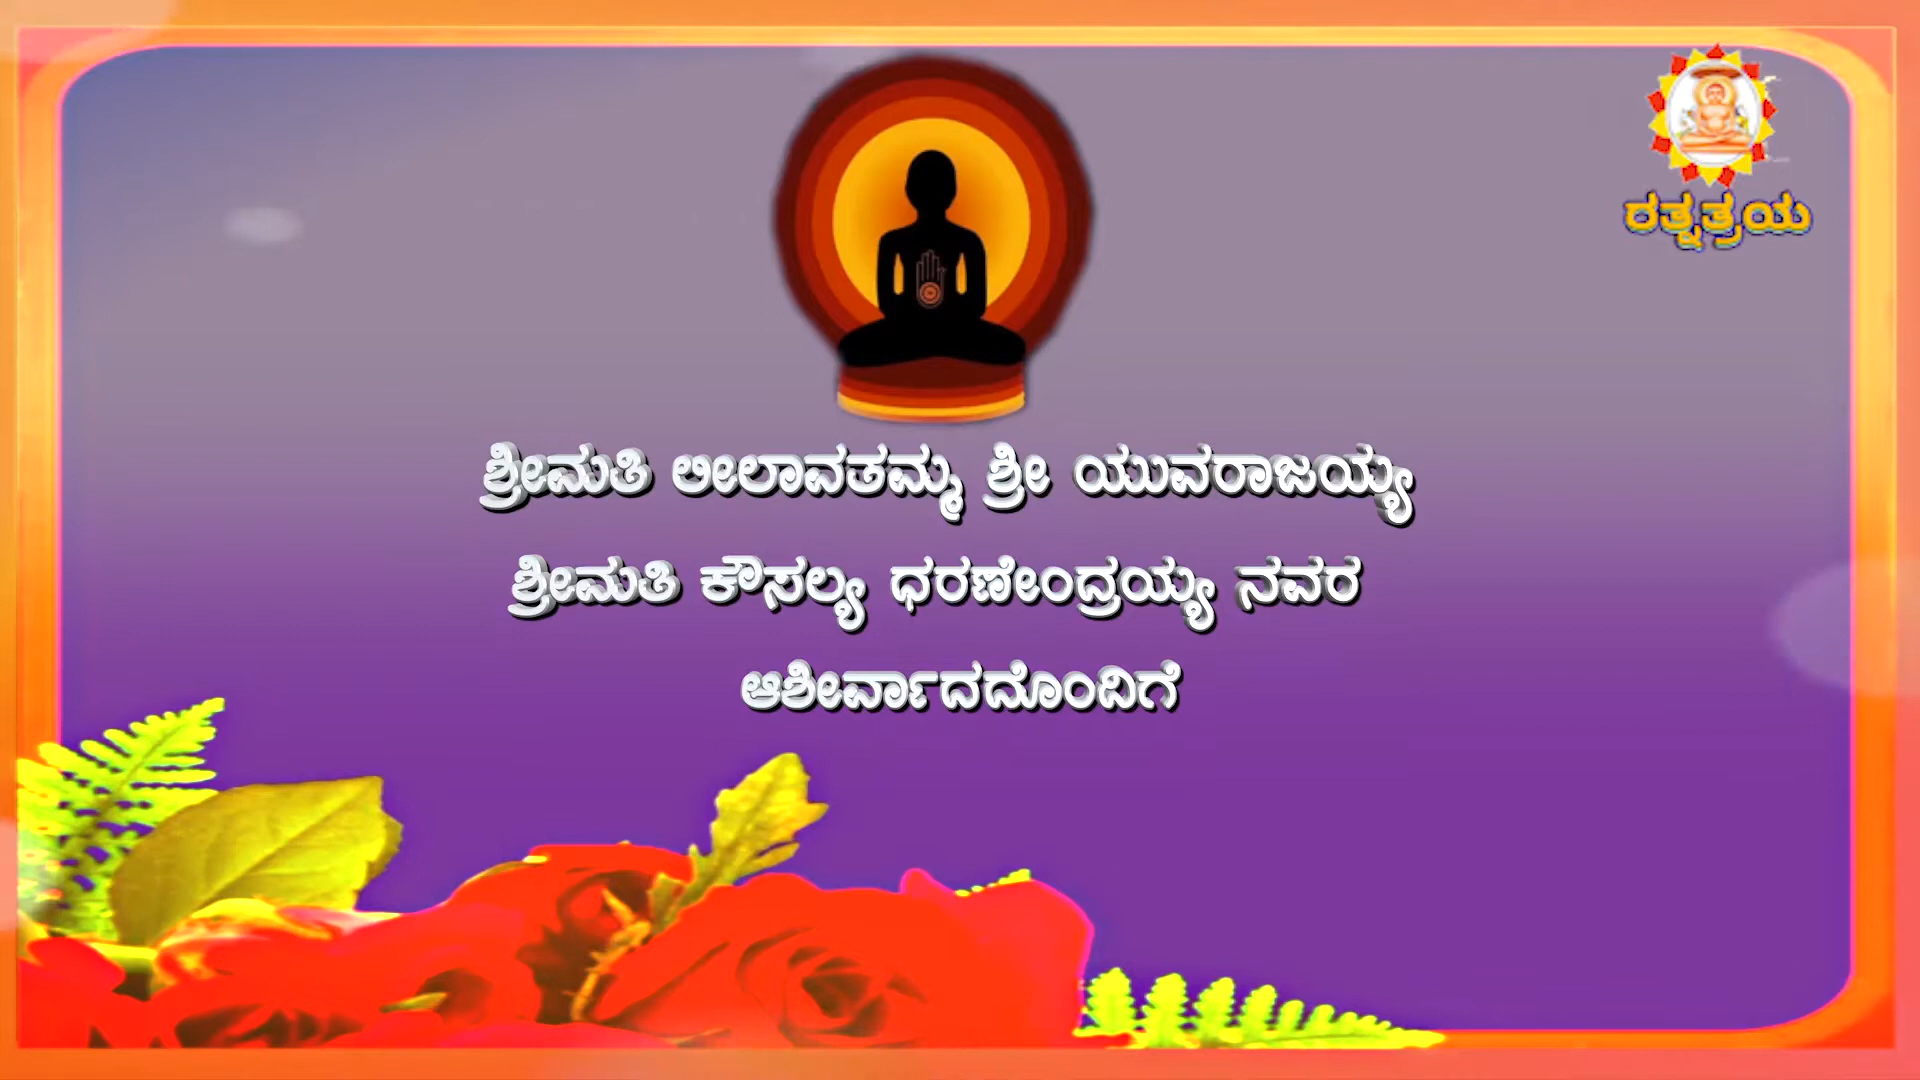 ರತ್ನತ್ರಯ
ಶ್ರೀಮತಿ ಲೀಲಾವತಮ್ಮ ಶ್ರೀ ಯುವರಾಜಯ್ಯ
ಶ್ರೀಮತಿ ಕೌಸಲ್ಯ ಧರಣೇಂದ್ರಯ್ಯ ನವರ
ಆಶೀರ್ವಾದದೊಂದಿಗೆ